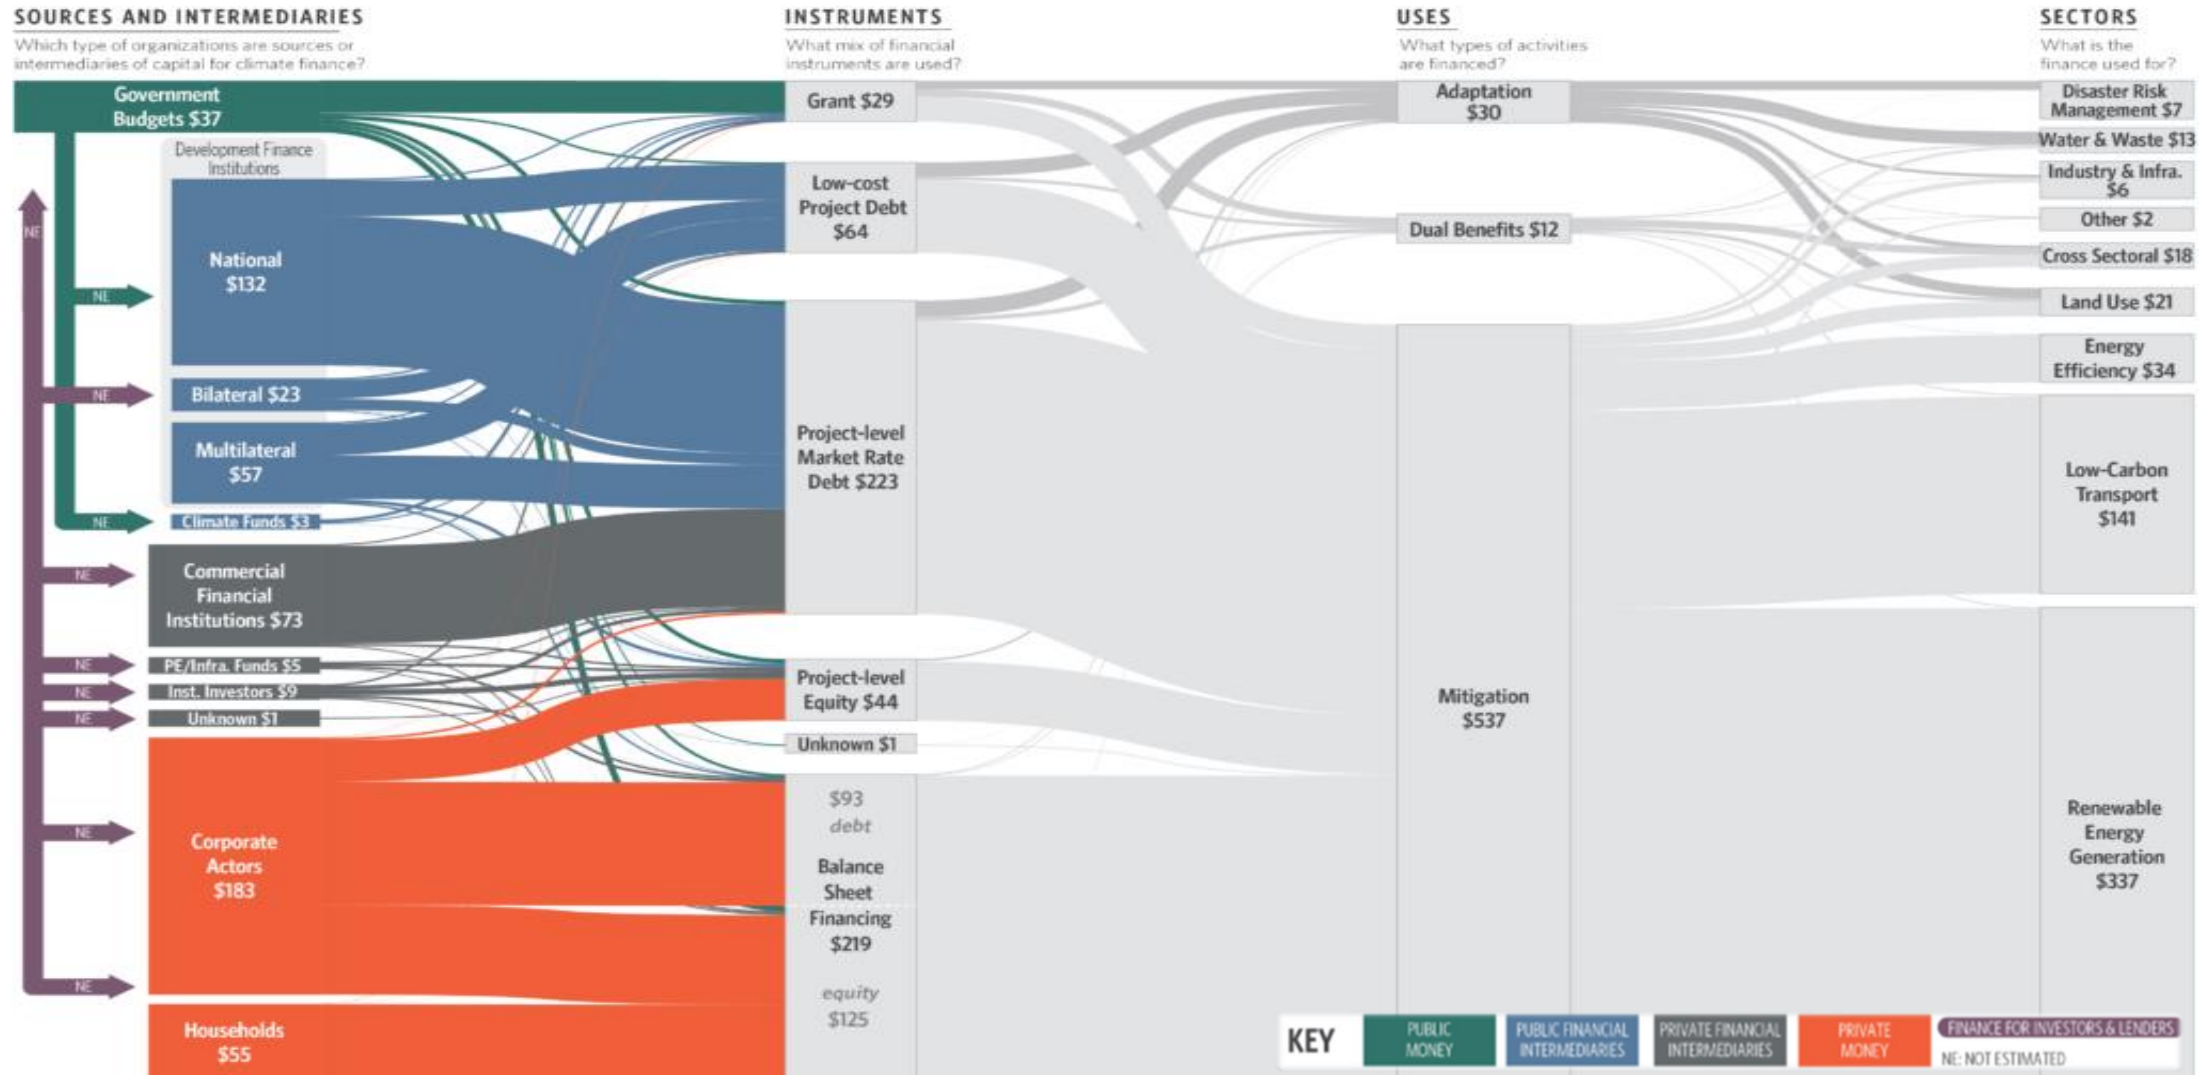 SOURCES AND INTERMEDIARIES
Which type of organizations are sources or
intermediaries of capital for climate finance?
Government
Budgets $37
Development Finance
Institutions
NE
National
$132
NE
Bilateral $23
NE
Multilateral
$57
Climate Funds $3
NE
Commercial
Financial
Institutions $73
NE
PE/Infra. Funds $5
NE
Inst. Investors $9
NE
Unknown $1
NE
Corporate
Actors
$183
NE
NE
Households
$55
INSTRUMENTS
What mix of financial
instruments are used?
Grant $29
Low-cost
Project Debt
$64
Project-level
Market Rate
Debt $223
Project-level
Equity $44
Unknown $1
$93
debt
Balance
Sheet
Financing
$219
equity
$125
USES
What types of activities
are financed?
Adaptation
$30
Dual Benefits $12
Mitigation
$537
SECTORS
What is the
finance used for?
Disaster Risk
Management $7
Water & Waste $13
Industry & Infra.
$6
Other $2
Cross Sectoral $18
Land Use $21
Energy
Efficiency $34
Low-Carbon
Transport
$141
Renewable
Energy
Generation
$337
KEY
PUBLIC
MONEY
PUBLIC FINANCIAL
INTERMEDIARIES
PRIVATE FINANCIAL
INTERMEDIARIES
PRIVATE
MONEY
FINANCE FOR INVESTORS & LENDERS
NE: NOT ESTIMATED